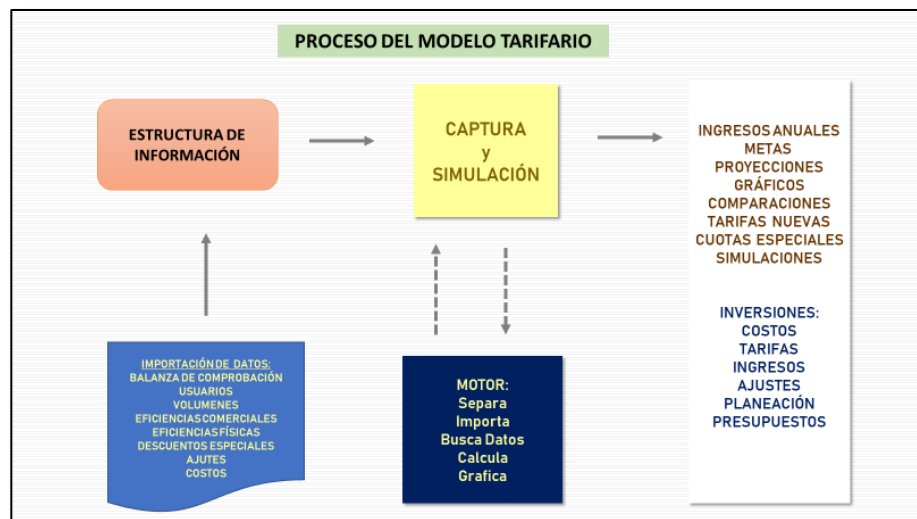 PROCESO DEL MODELO TARIFARIO
ESTRUCTURA DE
INFORMACIÓN
CAPTURA
y
SIMULACIÓN
INGRESOS ANUALES
METAS
PROYECCIONES
GRÁFICOS
COMPARACIONES
TARIFAS NUEVAS
CUOTAS ESPECIALES
SIMULACIONES
INVERSIONES:
COSTOS
TARIFAS
INGRESOS
AJUSTES
PLANEACIÓN
PRESUPUESTOS
IMPORTACIÓN DE DATOS:
BALANZA DE COMPROBACIÓN
USUARIOS
VOLUMENES
EFICIENCIAS COMERCIALES
EFICIENCIAS FÍSICAS
DESCUENTOS ESPECIALES
AJUTES
COSTOS
MOTOR:
Separa
Importa
Busca Datos
Calcula
Grafica